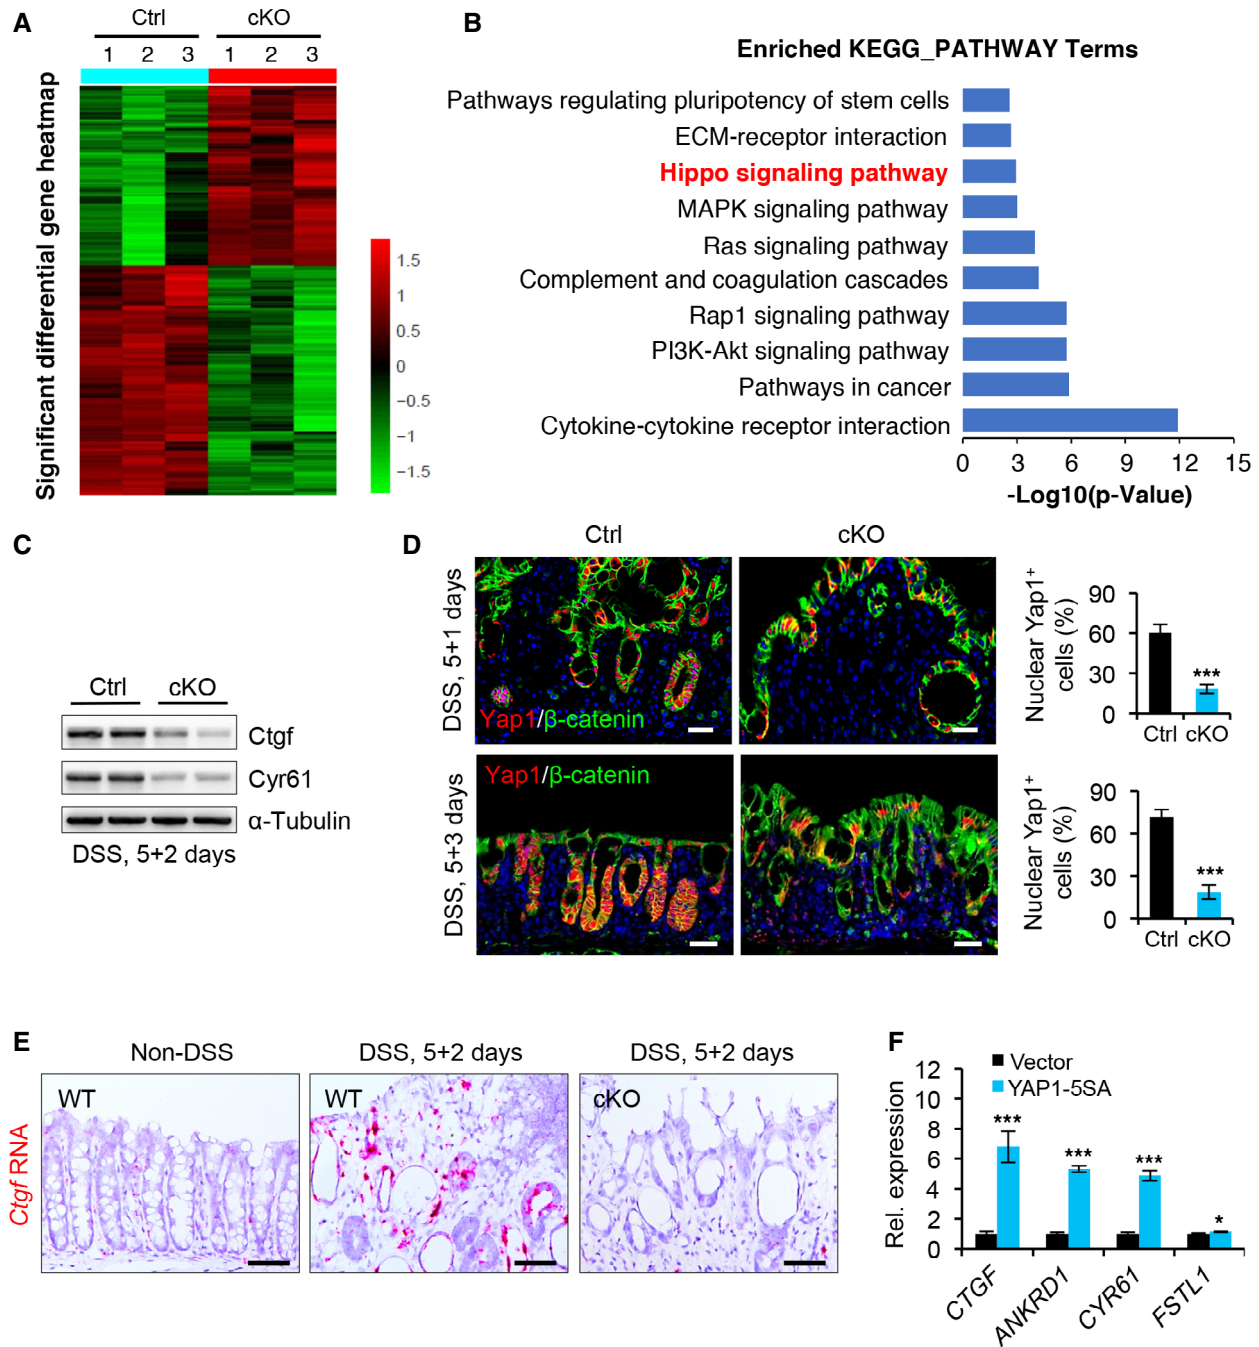 A
Ctrl
cKO
1 2 3 1 2 3
Significant differential gene heatmap
1.5
1
0.5
0
−0.5
−1
−1.5
B
Enriched KEGG_PATHWAY Terms
Pathways regulating pluripotency of stem cells
ECM-receptor interaction
Hippo signaling pathway
MAPK signaling pathway
Ras signaling pathway
Complement and coagulation cascades
Rap1 signaling pathway
PI3K-Akt signaling pathway
Pathways in cancer
Cytokine-cytokine receptor interaction
0 3 6 9 12 15
-Log10(p-Value)
C
Ctrl cKO
Ctgf
Cyr61
α-Tubulin
DSS, 5+2 days
D
Ctrl
cKO
DSS, 5+1 days
Yap1/β-catenin
Nuclear Yap1+
cells (%)
90
60
30
0
***
Ctrl cKO
DSS, 5+3 days
Yap1/β-catenin
Nuclear Yap1+
cells (%)
90
60
30
0
***
Ctrl cKO
E
Non-DSS
DSS, 5+2 days
DSS, 5+2 days
Ctgf RNA
WT
WT
cKO
F
Vector
YAP1-5SA
Rel. expression
12
10
8
6
4
2
0
***
***
***
*
CTGF
ANKRD1
CYR61
FSTL1